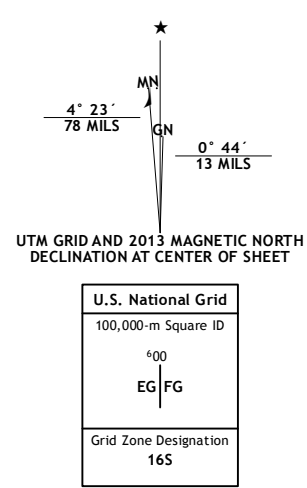 ★
MN
4° 23´
78 MILS
GN
0° 44´
13 MILS
UTM GRID AND 2013 MAGNETIC NORTH
DECLINATION AT CENTER OF SHEET
U.S. National Grid
100,000-m Square ID
⁶00
EG FG
Grid Zone Designation
16S